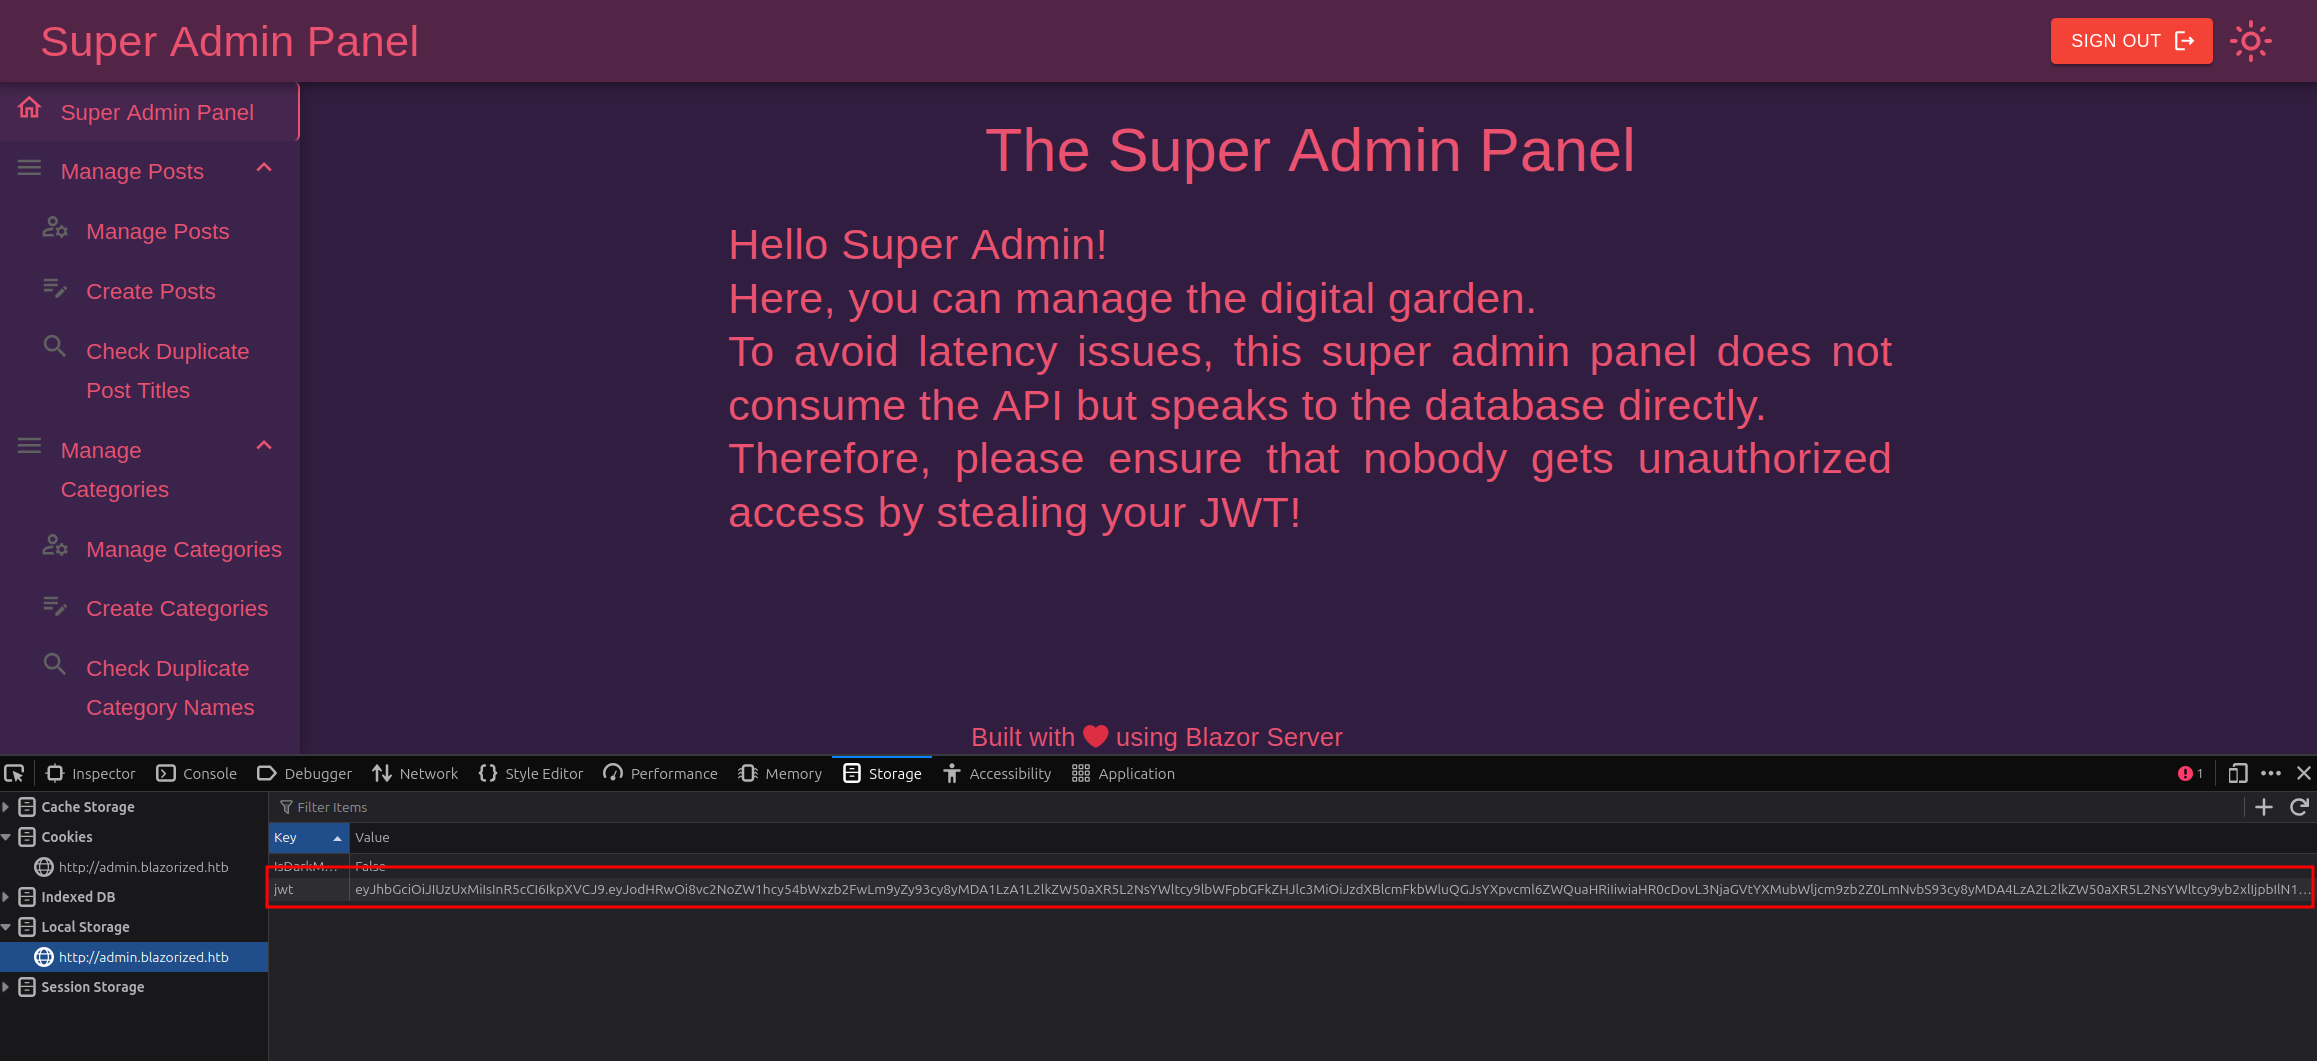 Super Admin Panel
SIGN OUT
Super Admin Panel
Manage Posts
Manage Posts
Create Posts
Check Duplicate
Post Titles
Manage
Categories
Manage Categories
Create Categories
Check Duplicate
Category Names
The Super Admin Panel
Hello Super Admin!
Here, you can manage the digital garden.
To avoid latency issues, this super admin panel does not
consume the API but speaks to the database directly.
Therefore, please ensure that nobody gets unauthorized
access by stealing your JWT!
Built with ❤ using Blazor Server
Inspector Console Debugger Network Style Editor Performance Memory Storage Accessibility Application 1
Cache Storage
Cookies
http://admin.blazorized.htb
Indexed DB
Local Storage
http://admin.blazorized.htb
Session Storage
Filter Items
Key Value
IsDarkM... False
jwt